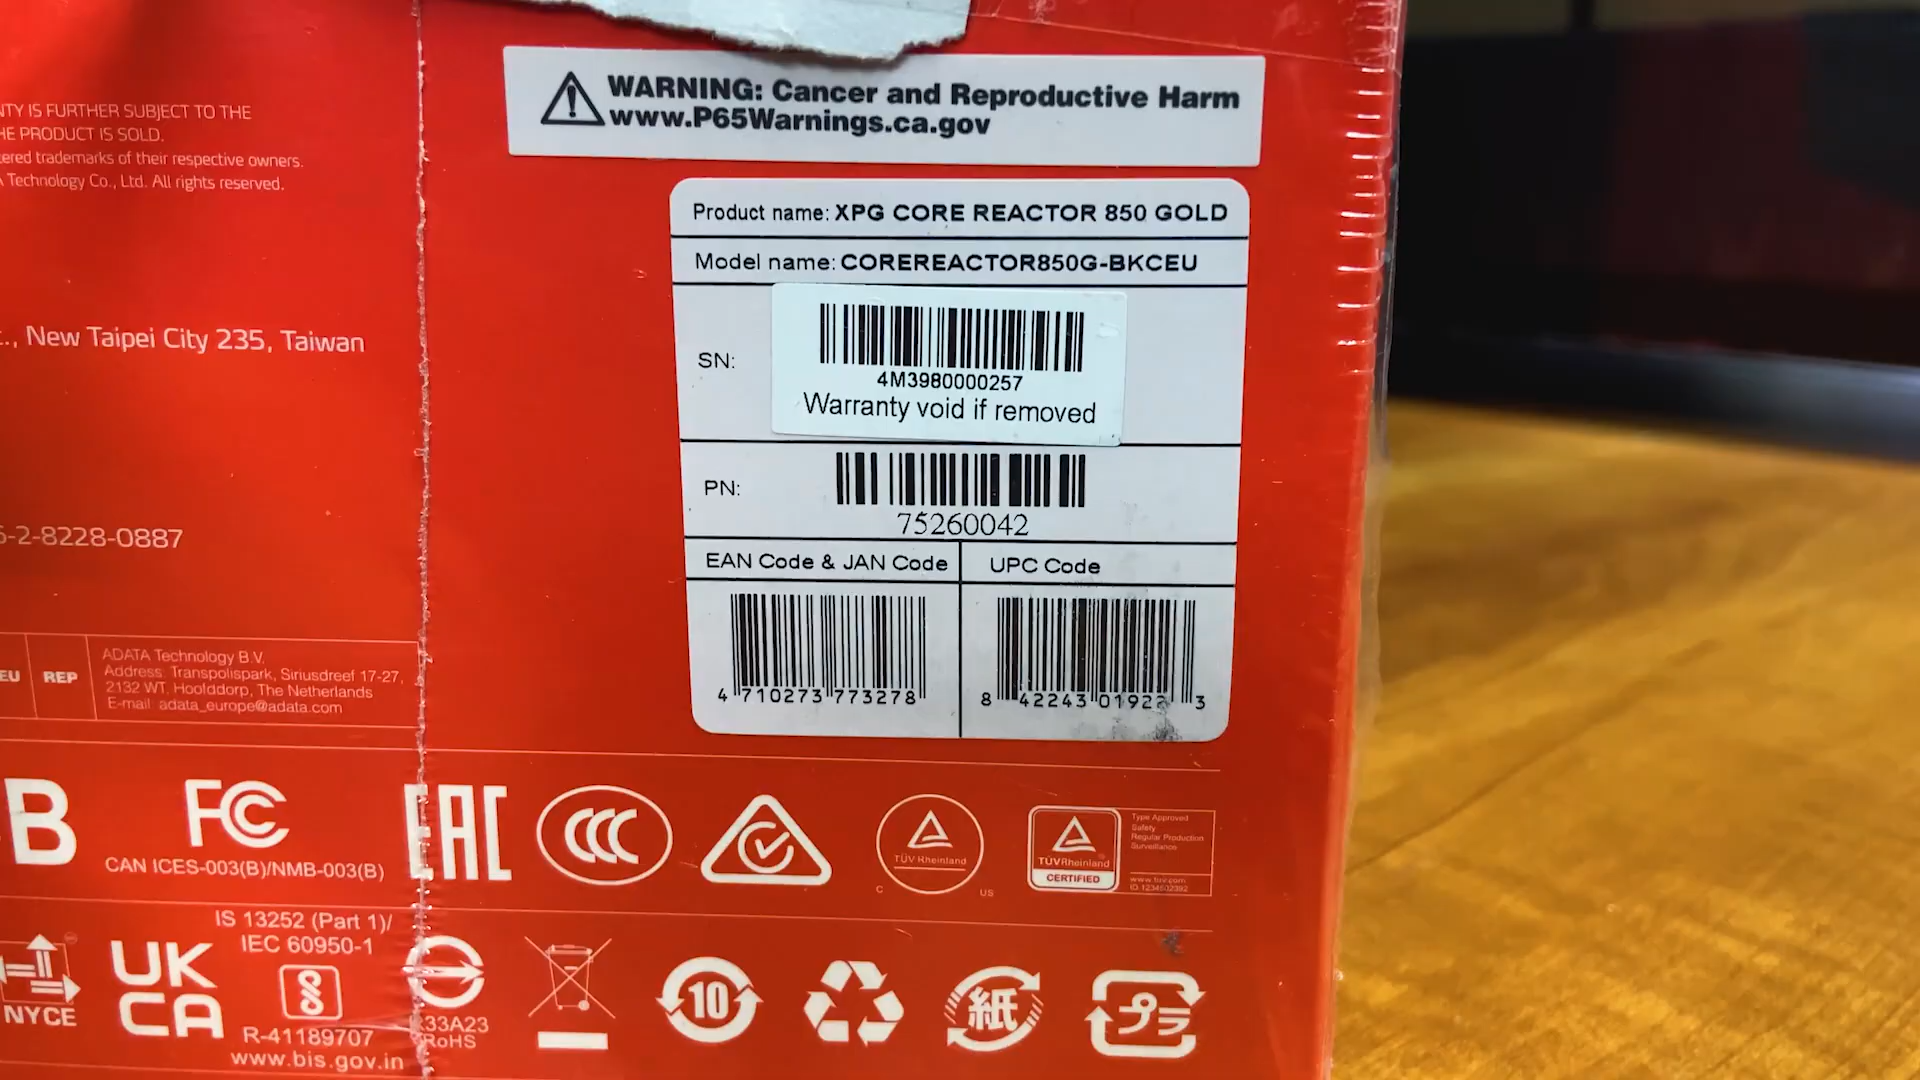 NTY IS FURTHER SUBJECT TO THE
HE PRODUCT IS SOLD.
tered trademarks of their respective owners.
A Technology Co., Ltd. All rights reserved.
t., New Taipei City 235, Taiwan
6-2-8228-0887
EU REP
ADATA Technology B.V.
Address: Transpolispark, Siriusdreef 17-27,
2132 WT, Hoofddorp, The Netherlands
E-mail adata_europe@adata.com
WARNING: Cancer and Reproductive Harm
www.P65Warnings.ca.gov
Product name: XPG CORE REACTOR 850 GOLD
Model name: COREREACTOR850G-BKCEU
SN:
4M3980000257
Warranty void if removed
PN:
75260042
EAN Code & JAN Code
UPC Code
4 710273 773278
8 42243 01922 3
B
FC
CAN ICES-003(B)/NMB-003(B)
EAC
CCC
TÜV Rheinland
C US
TÜVRheinland
CERTIFIED
Type Approved
Safety
Regular Production
Surveillance
www.tuv.com
NYCE
UK
CA
IS 13252 (Part 1)/
IEC 60950-1
R-41189707
www.bis.gov.in
33A23
RoHS
10
紙
プラ